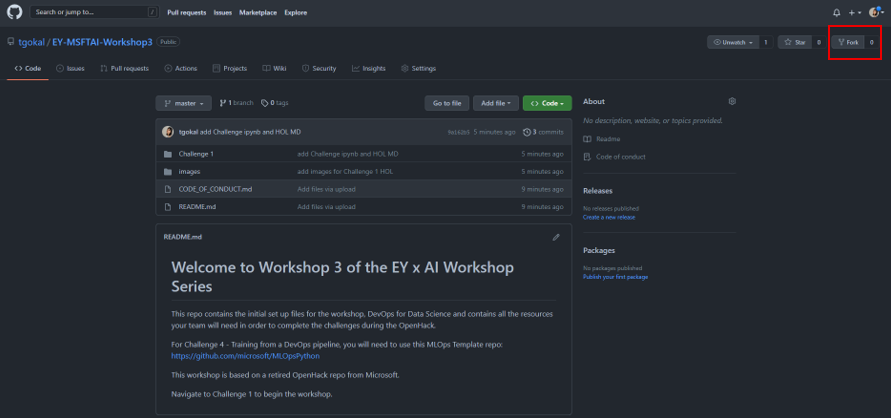 Search or jump to... /
Pull requests Issues Marketplace Explore
tgokal / EY-MSFTAI-Workshop3 Public
Unwatch 1 Star 0 Fork 0
Code Issues Pull requests Actions Projects Wiki Security Insights Settings
master 1 branch 0 tags Go to file Add file Code
tgokal add Challenge ipynb and HOL MD 5 minutes ago 3 commits
Challenge 1 add Challenge ipynb and HOL MD 5 minutes ago
images add images for Challenge 1 HOL 5 minutes ago
CODE_OF_CONDUCT.md Add files via upload 9 minutes ago
README.md Add files via upload 9 minutes ago
README.md
Welcome to Workshop 3 of the EY x AI Workshop
Series
This repo contains the initial set up files for the workshop, DevOps for Data Science and contains all the resources
your team will need in order to complete the challenges during the OpenHack.
For Challenge 4 - Training from a DevOps pipeline, you will need to use this MLOps Template repo:
https://github.com/microsoft/MLOpsPython
This workshop is based on a retired OpenHack repo from Microsoft.
Navigate to Challenge 1 to begin the workshop.
About
No description, website, or topics provided.
Readme
Code of conduct
Releases
No releases published
Create a new release
Packages
No packages published
Publish your first package